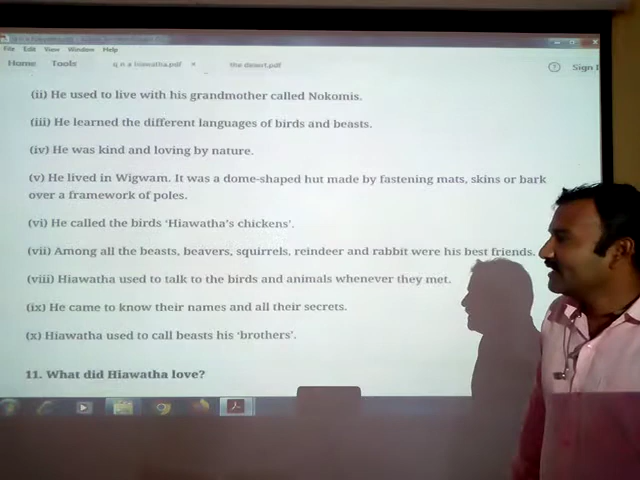 File Edit View Window Help
Home Tools q n a hiawatha.pdf × the desert.pdf ? Sign I
(ii) He used to live with his grandmother called Nokomis.
(iii) He learned the different languages of birds and beasts.
(iv) He was kind and loving by nature.
(v) He lived in Wigwam. It was a dome-shaped hut made by fastening mats, skins or bark
over a framework of poles.
(vi) He called the birds ‘Hiawatha’s chickens’.
(vii) Among all the beasts, beavers, squirrels, reindeer and rabbit were his best friends.
(viii) Hiawatha used to talk to the birds and animals whenever they met.
(ix) He came to know their names and all their secrets.
(x) Hiawatha used to call beasts his ‘brothers’.
11. What did Hiawatha love?